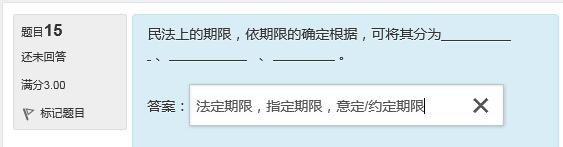 题目15
还未回答
满分3.00
标记题目
民法上的期限，依期限的确定根据，可将其分为___________
_、____________ 、__________。
答案：法定期限，指定期限，意定/约定期限